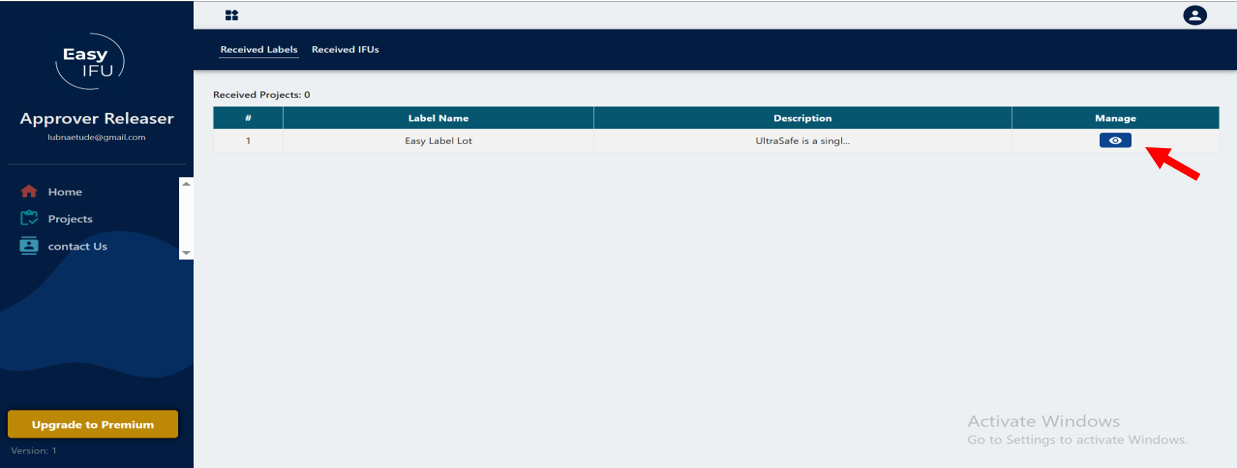 Easy
IFU
Approver Releaser
lubnaetude@gmail.com
Home
Projects
contact Us
Upgrade to Premium
Version: 1
Received Labels Received IFUs
Received Projects: 0
# Label Name Description Manage
1 Easy Label Lot UltraSafe is a singl...
Activate Windows
Go to Settings to activate Windows.